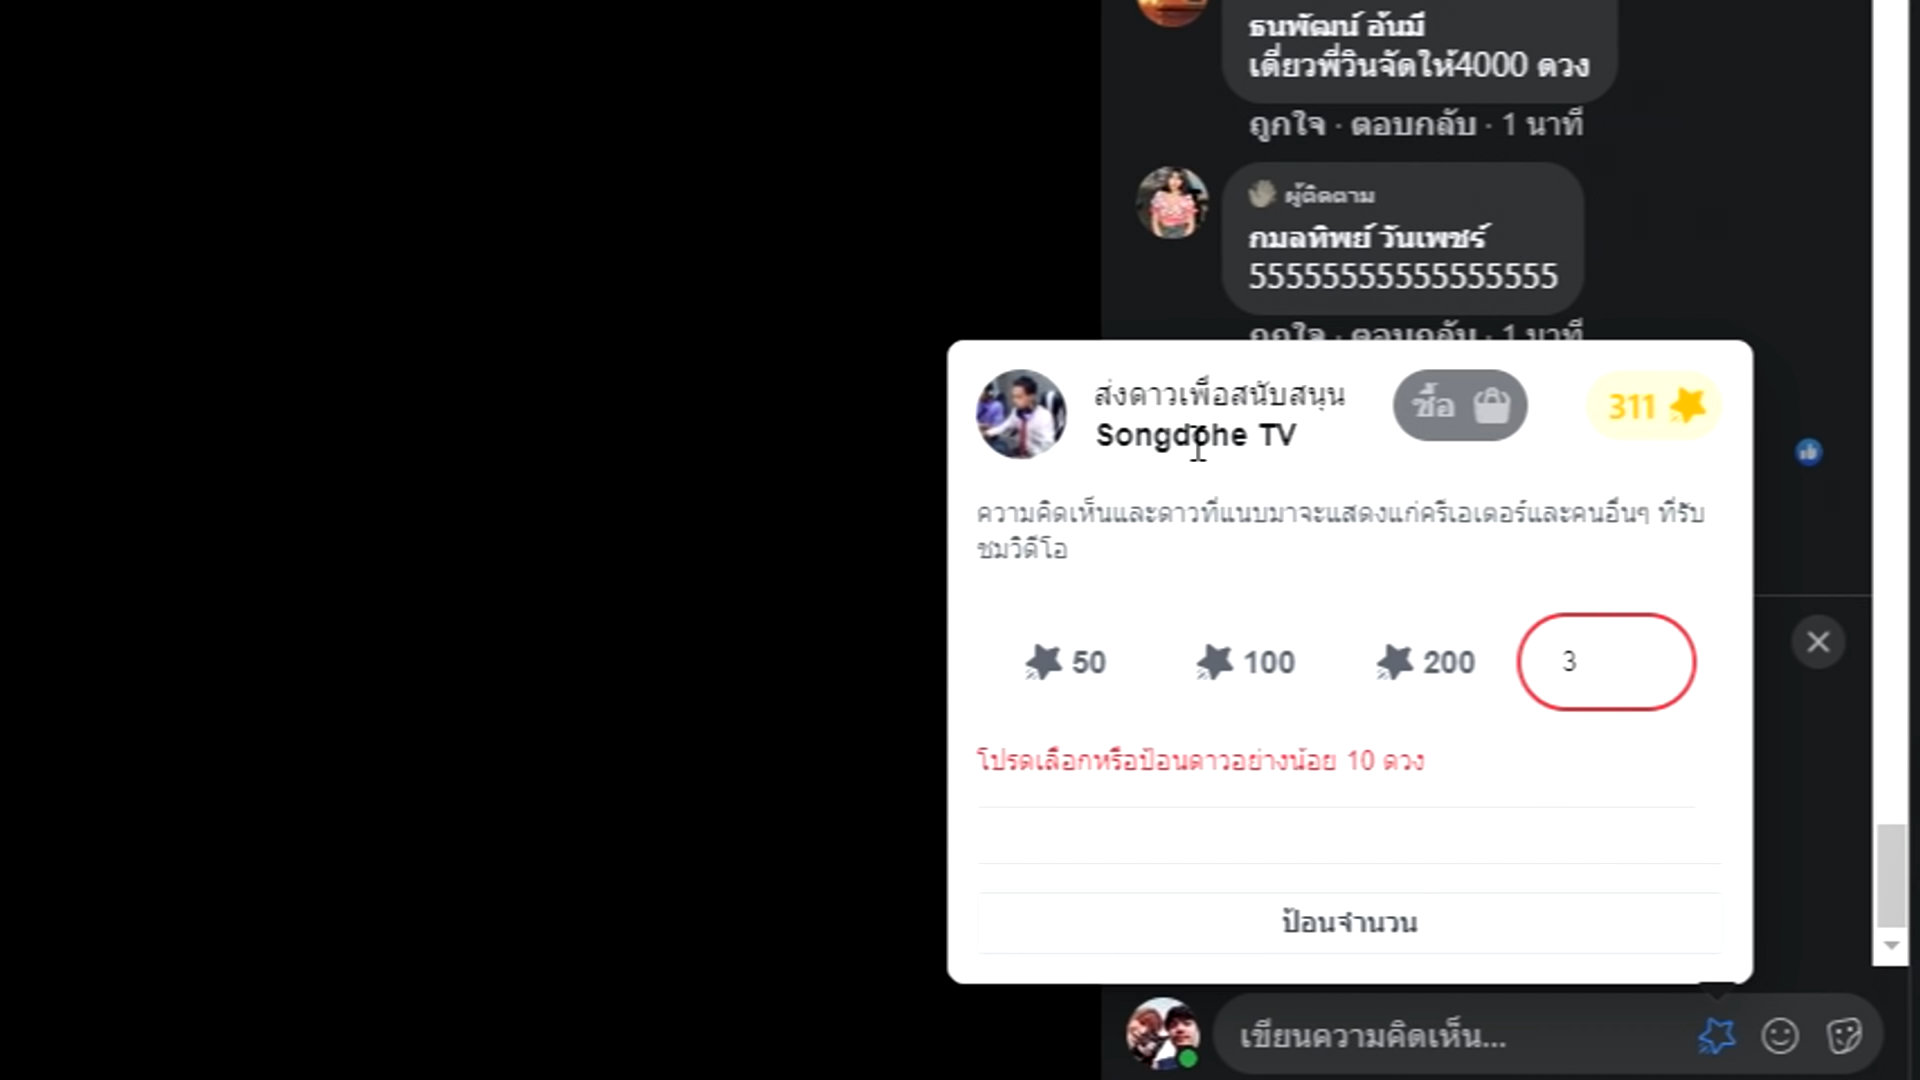 ธนพัฒน์ อ้นมี
เดี่ยวพี่วินจัดให้4000 ดวง
ถูกใจ · ตอบกลับ · 1 นาที
ผู้ติดตาม
กมลทิพย์ วันเพชร์
55555555555555555
ถูกใจ · ตอบกลับ · 1 นาที
ส่งดาวเพื่อสนับสนุน
Songdphe TV
ซื้อ
311
ความคิดเห็นและดาวที่แนบมาจะแสดงแก่ครีเอเตอร์และคนอื่นๆ ที่รับ
ชมวิดีโอ
50
100
200
3
โปรดเลือกหรือป้อนดาวอย่างน้อย 10 ดวง
ป้อนจำนวน
เขียนความคิดเห็น...